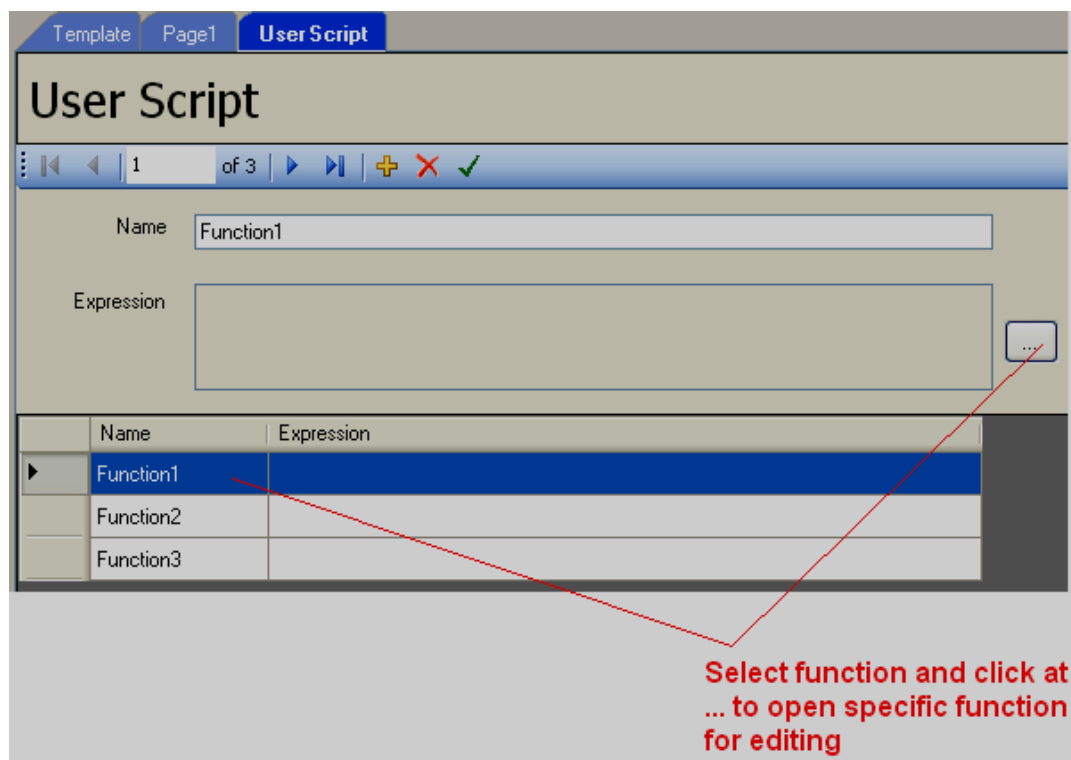 Template Page1 User Script
User Script
1 of 3
Name Function1
Expression
...
Name Expression
Function1
Function2
Function3
Select function and click at
... to open specific function
for editing